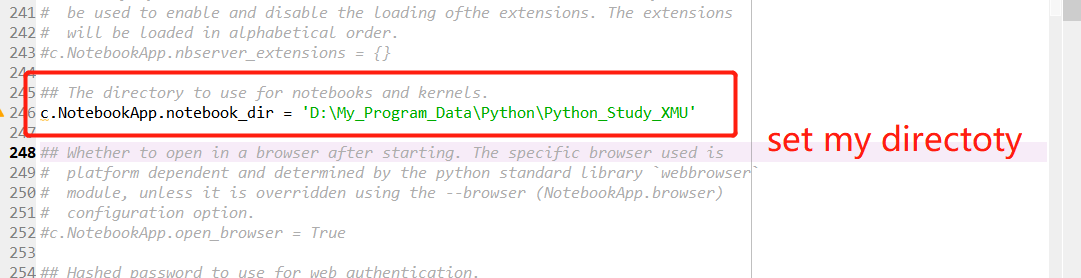 241 #  be used to enable and disable the loading ofthe extensions. The extensions
242 #  will be loaded in alphabetical order.
243 #c.NotebookApp.nbserver_extensions = {}
244
245 ## The directory to use for notebooks and kernels.
246 c.NotebookApp.notebook_dir = 'D:\My_Program_Data\Python\Python_Study_XMU'
247
set my directoty
248 ## Whether to open in a browser after starting. The specific browser used is
249 #  platform dependent and determined by the python standard library `webbrowser`
250 #  module, unless it is overridden using the --browser (NotebookApp.browser)
251 #  configuration option.
252 #c.NotebookApp.open_browser = True
253
254 ## Hashed password to use for web authentication.